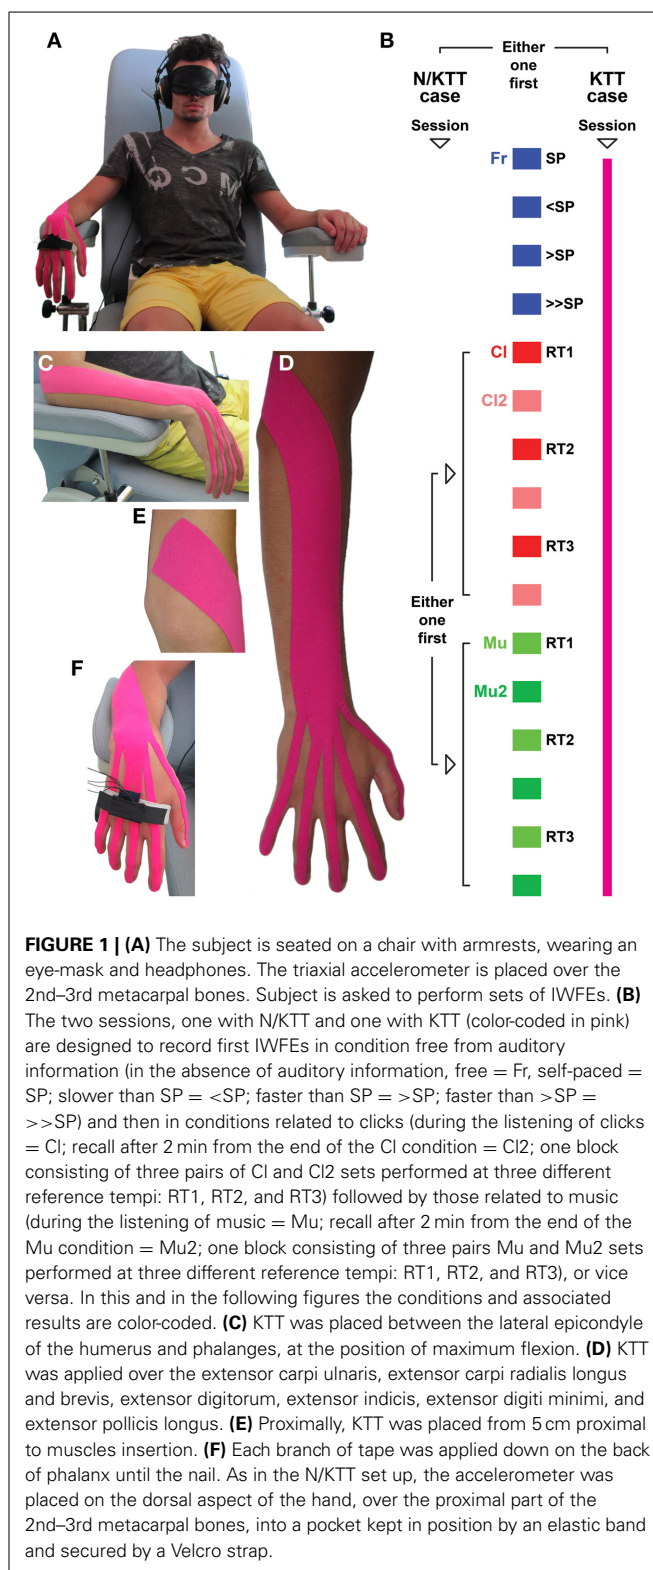 A
B
Either
one
first
N/KTT
case
KTT
case
Session
Session
Fr SP
<SP
>SP
>>SP
C
D
Cl RT1
Cl2
RT2
E
RT3
Either
one
first
Mu RT1
F
Mu2
RT2
RT3
FIGURE 1 | (A) The subject is seated on a chair with armrests, wearing an
eye-mask and headphones. The triaxial accelerometer is placed over the
2nd–3rd metacarpal bones. Subject is asked to perform sets of IWFEs. (B)
The two sessions, one with N/KTT and one with KTT (color-coded in pink)
are designed to record first IWFEs in condition free from auditory
information (in the absence of auditory information, free = Fr, self-paced =
SP; slower than SP = <SP; faster than SP = >SP; faster than >SP =
>>SP) and then in conditions related to clicks (during the listening of clicks
= Cl; recall after 2 min from the end of the Cl condition = Cl2; one block
consisting of three pairs of Cl and Cl2 sets performed at three different
reference tempi: RT1, RT2, and RT3) followed by those related to music
(during the listening of music = Mu; recall after 2 min from the end of the
Mu condition = Mu2; one block consisting of three pairs Mu and Mu2 sets
performed at three different reference tempi: RT1, RT2, and RT3), or vice
versa. In this and in the following figures the conditions and associated
results are color-coded. (C) KTT was placed between the lateral epicondyle
of the humerus and phalanges, at the position of maximum flexion. (D) KTT
was applied over the extensor carpi ulnaris, extensor carpi radialis longus
and brevis, extensor digitorum, extensor indicis, extensor digiti minimi, and
extensor pollicis longus. (E) Proximally, KTT was placed from 5 cm proximal
to muscles insertion. (F) Each branch of tape was applied down on the back
of phalanx until the nail. As in the N/KTT set up, the accelerometer was
placed on the dorsal aspect of the hand, over the proximal part of the
2nd–3rd metacarpal bones, into a pocket kept in position by an elastic band
and secured by a Velcro strap.